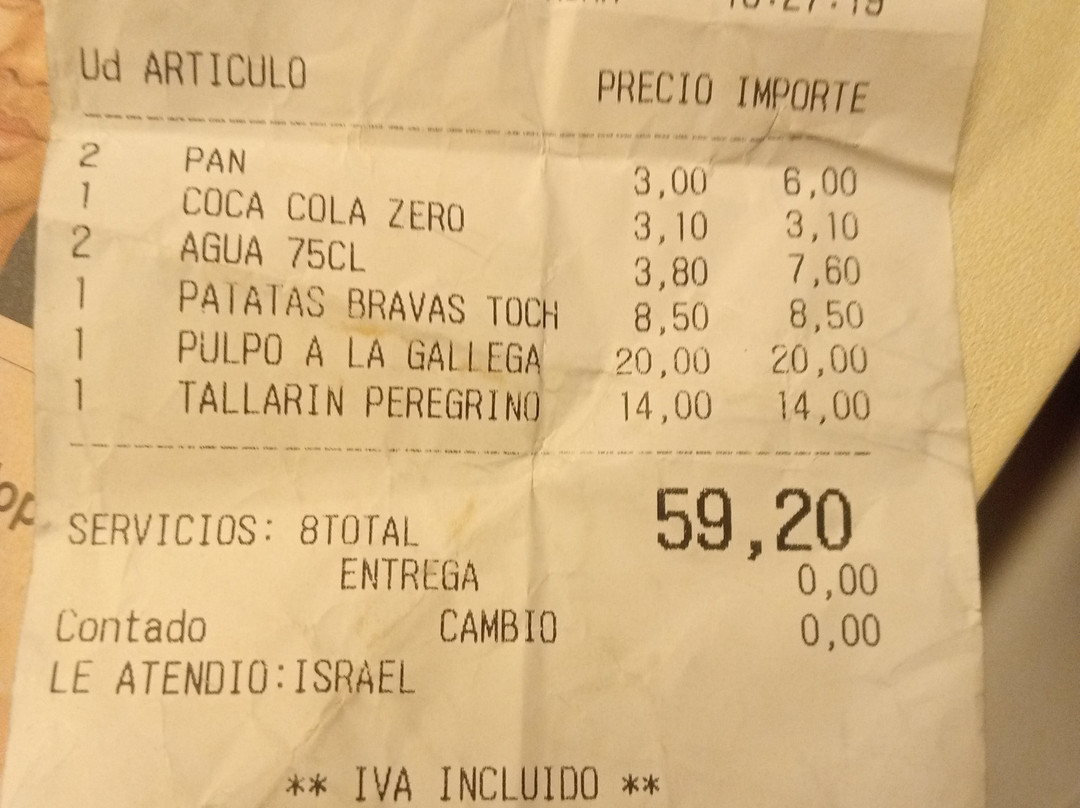 Ud ARTICULO PRECIO IMPORTE
2 PAN 3,00 6,00
1 COCA COLA ZERO 3,10 3,10
2 AGUA 75CL 3,80 7,60
1 PATATAS BRAVAS TOCH 8,50 8,50
1 PULPO A LA GALLEGA 20,00 20,00
1 TALLARIN PEREGRINO 14,00 14,00
SERVICIOS: 8TOTAL 59,20
ENTREGA 0,00
Contado CAMBIO 0,00
LE ATENDIO:ISRAEL
** IVA INCLUIDO **